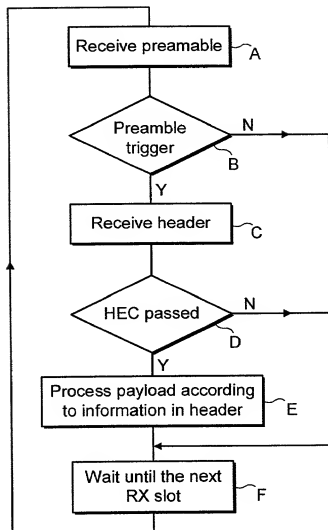 Receive preamable
A
Preamble
trigger
N
B
Y
Receive header
C
HEC passed
N
D
Y
Process payload according
to information in header
E
Wait until the next
RX slot
F